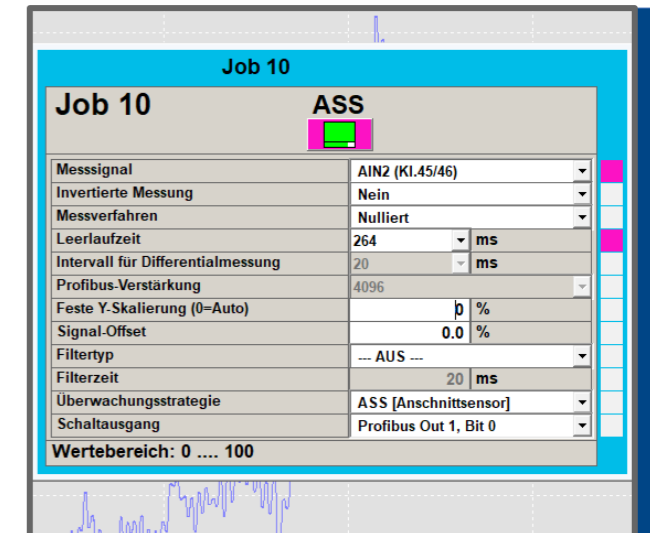 Job 10
Job 10 ASS
Messsignal AIN2 (Kl.45/46)
Invertierte Messung Nein
Messverfahren Nulliert
Leerlaufzeit 264 ms
Intervall für Differentialmessung 20 ms
Profibus-Verstärkung 4096
Feste Y-Skalierung (0=Auto) 0 %
Signal-Offset 0.0 %
Filtertyp --- AUS ---
Filterzeit 20 ms
Überwachungsstrategie ASS [Anschnittsensor]
Schaltausgang Profibus Out 1, Bit 0
Wertebereich: 0 .... 100